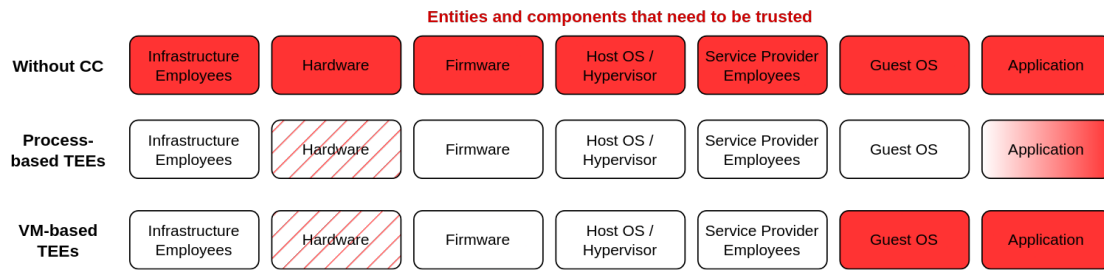 Entities and components that need to be trusted
Without CC
Infrastructure
Employees
Hardware
Firmware
Host OS /
Hypervisor
Service Provider
Employees
Guest OS
Application
Process-
based TEEs
Infrastructure
Employees
Hardware
Firmware
Host OS /
Hypervisor
Service Provider
Employees
Guest OS
Application
VM-based
TEEs
Infrastructure
Employees
Hardware
Firmware
Host OS /
Hypervisor
Service Provider
Employees
Guest OS
Application